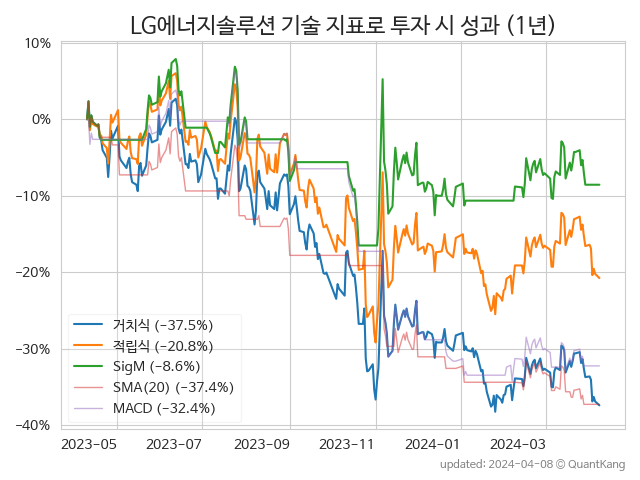 LG에너지솔루션 기술 지표로 투자 시 성과 (1년)
10%
0%
−10%
−20%
−30%
−40%
거치식 (−37.5%)
적립식 (−20.8%)
SigM (−8.6%)
SMA(20) (−37.4%)
MACD (−32.4%)
2023-05 2023-07 2023-09 2023-11 2024-01 2024-03
updated: 2024-04-08 © QuantKang